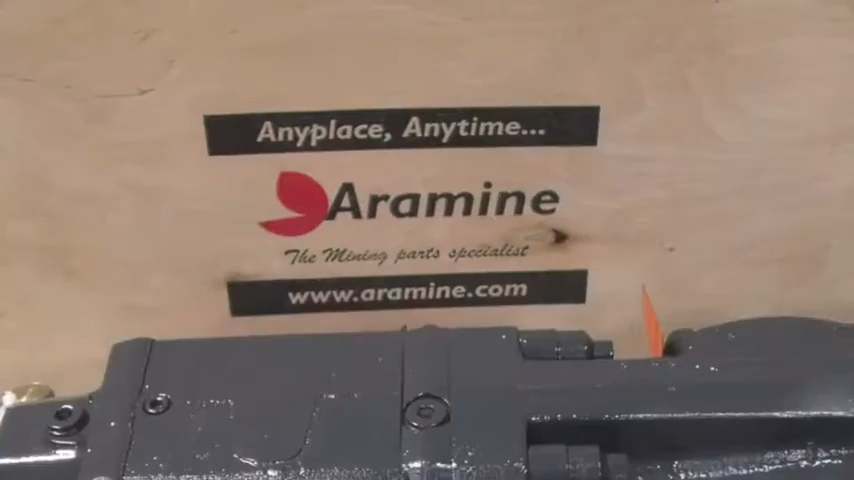 Anyplace, Anytime...
Aramine
The Mining parts specialist
www.aramine.com